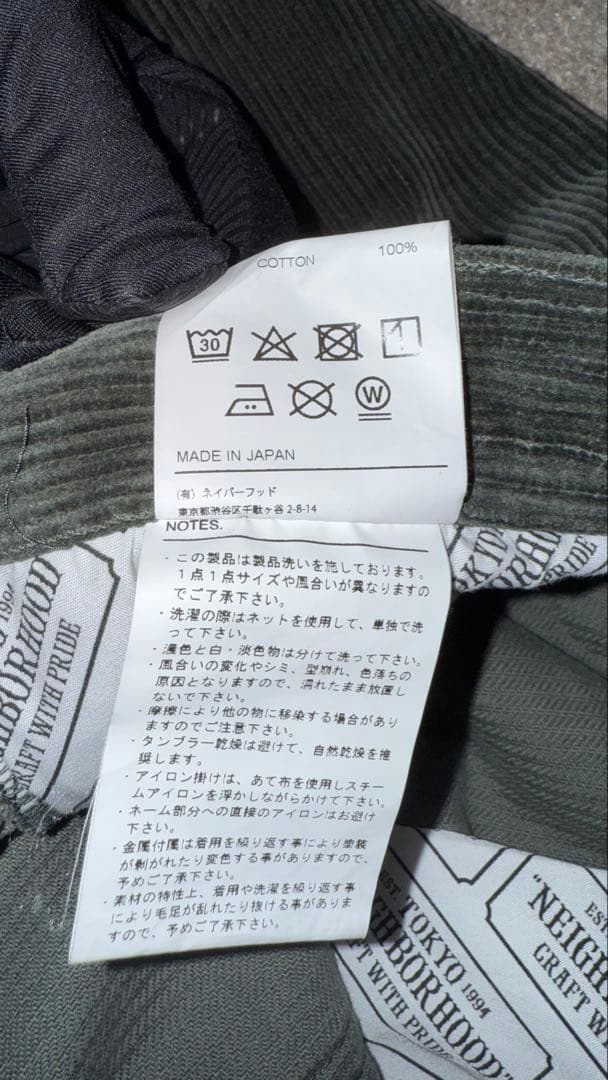 COTTON 100%
30
W
MADE IN JAPAN
(有) ネイバーフッド
東京都渋谷区千駄ヶ谷 2-8-14
NOTES.
・この製品は製品洗いを施しております。
1点1点サイズや風合いが異なりますの
でご了承下さい。
・洗濯の際はネットを使用して、単独で洗
って下さい。
・濃色と白・淡色物は分けて洗って下さい。
・風合いの変化やシミ、型崩れ、色落ちの
原因となりますので、濡れたまま放置し
ないで下さい。
・摩擦により他の物に移染する場合があり
ますのでご注意下さい。
・タンブラー乾燥は避けて、自然乾燥を推
奨します。
・アイロン掛けは、あて布を使用しスチー
ムアイロンを浮かしながらかけて下さい。
・ネーム部分への直接のアイロンはお避け
下さい。
・金属付属は着用を繰り返す事により塗装
が剥がれたり変色する事がありますので、
予めご了承下さい。
・素材の特性上、着用や洗濯を繰り返す事
により毛足が乱れたり抜ける事がありま
すので、予めご了承下さい。
BORHOOD
CRAFT WITH PRIDE
PRIDE
EST. TOKYO 1994
GHBORHOOD
FT WITH PRIDE
EST
"NEIGH
CRAFT W